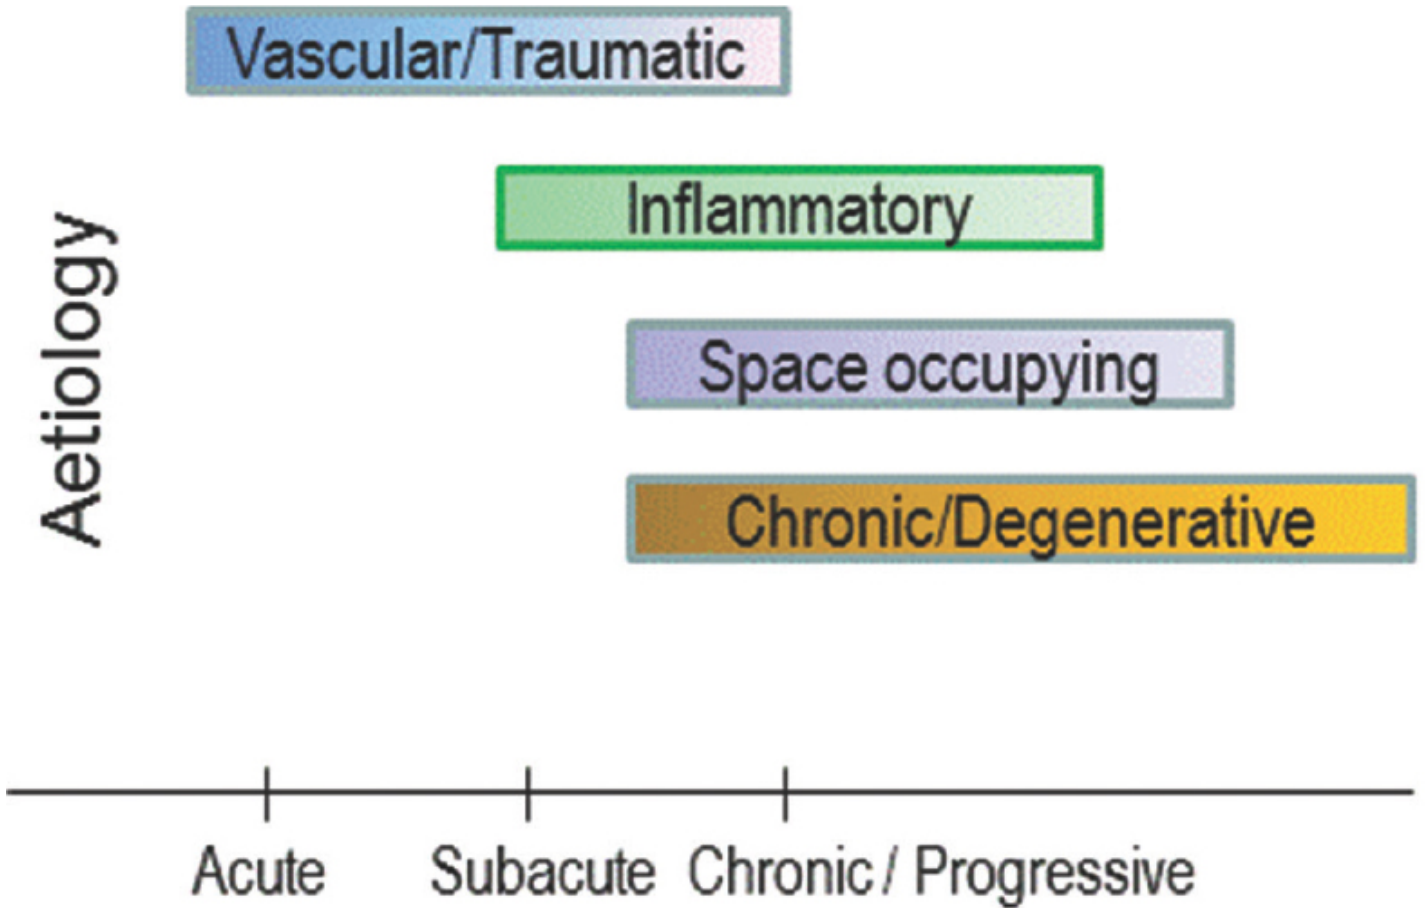 Vascular/Traumatic
Inflammatory
Aetiology
Space occupying
Chronic/Degenerative
Acute
Subacute
Chronic / Progressive